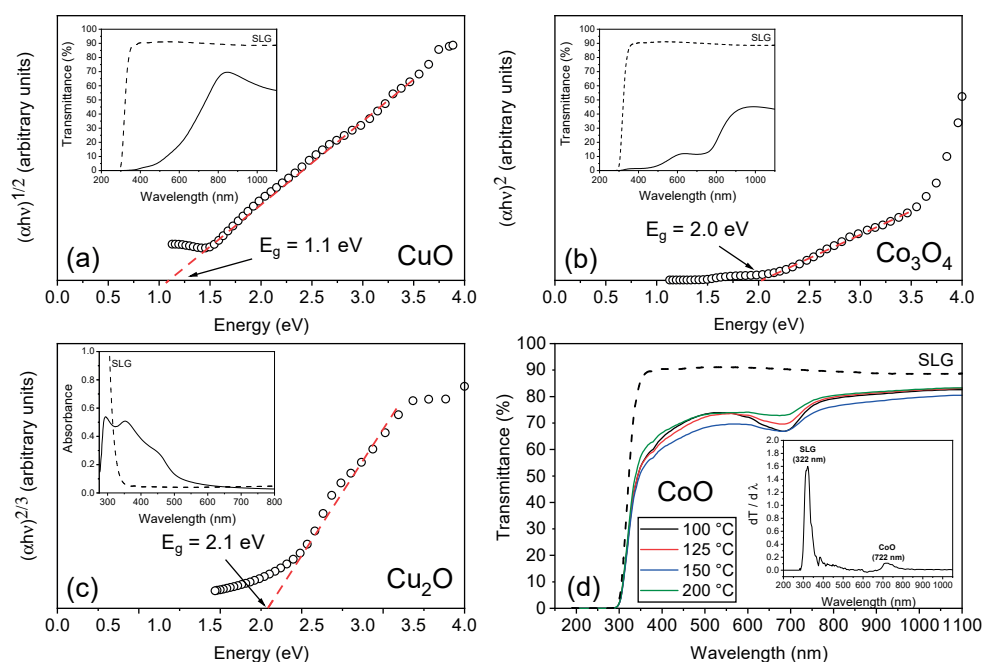 (αhν)^1/2 (arbitrary units)
100
90
80
70
60
50
40
30
20
10
0
Transmittance (%)
SLG
200 400 600 800 1000
Wavelength (nm)
E_g = 1.1 eV
(a)
CuO
0.0 0.5 1.0 1.5 2.0 2.5 3.0 3.5 4.0
Energy (eV)
(αhν)^2 (arbitrary units)
100
90
80
70
60
50
40
30
20
10
0
Transmittance (%)
SLG
200 400 600 800 1000
Wavelength (nm)
E_g = 2.0 eV
(b)
Co₃O₄
0.0 0.5 1.0 1.5 2.0 2.5 3.0 3.5 4.0
Energy (eV)
(αhν)^2/3 (arbitrary units)
1.0
0.8
0.6
0.4
0.2
0.0
Absorbance
SLG
300 400 500 600 700 800
Wavelength (nm)
E_g = 2.1 eV
(c)
Cu₂O
0.0 0.5 1.0 1.5 2.0 2.5 3.0 3.5 4.0
Energy (eV)
Transmittance (%)
100
90
80
70
60
50
40
30
20
10
0
SLG
CoO
100 °C
125 °C
150 °C
200 °C
(d)
dT / d λ
2.0
1.8
1.6
1.4
1.2
1.0
0.8
0.6
0.4
0.2
0.0
SLG
(322 nm)
CoO
(722 nm)
200 300 400 500 600 700 800 900 1000
Wavelength (nm)
200 300 400 500 600 700 800 900 1000 1100
Wavelength (nm)